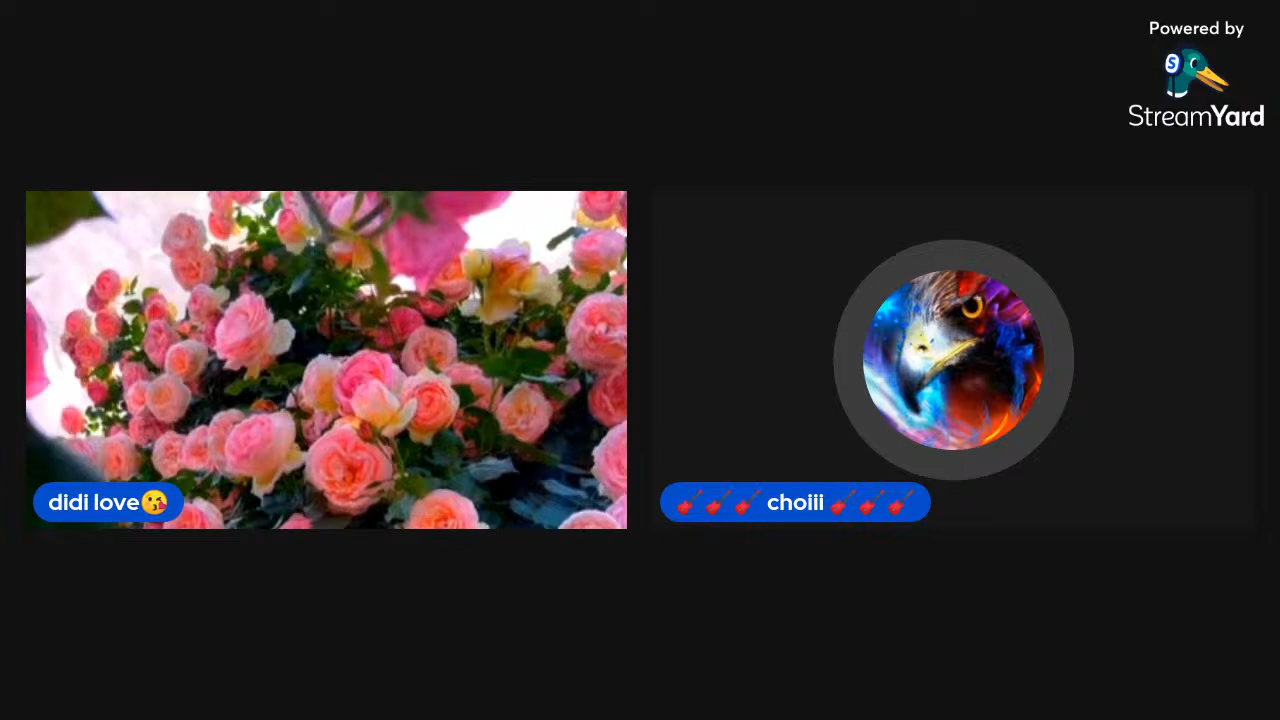 Powered by
S
StreamYard
didi love😘
🎸🎸🎸 choiii 🎸🎸🎸